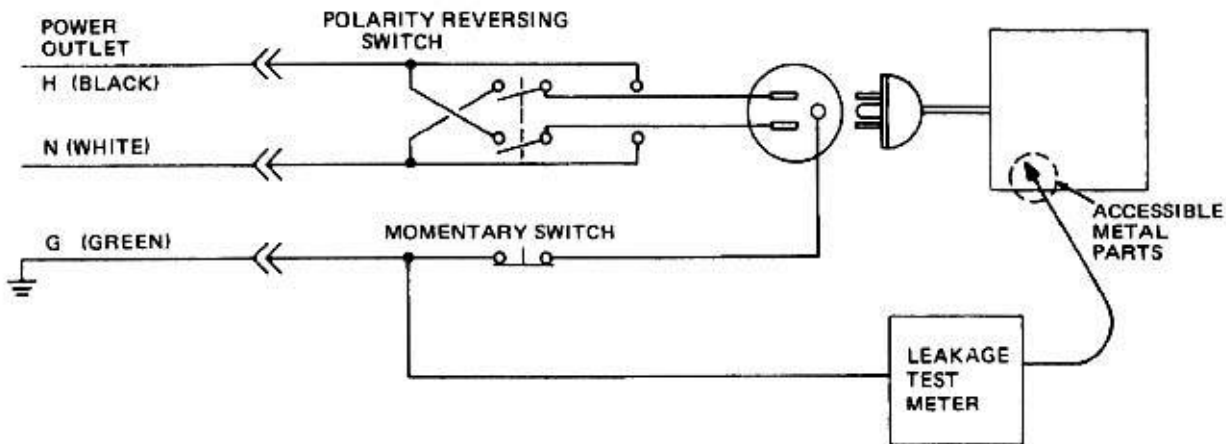 POWER
OUTLET
POLARITY REVERSING
SWITCH
H (BLACK)
N (WHITE)
G (GREEN)
MOMENTARY SWITCH
ACCESSIBLE
METAL
PARTS
LEAKAGE
TEST
METER